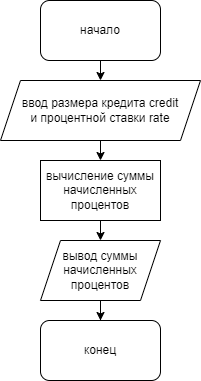 начало
ввод размера кредита credit
и процентной ставки rate
вычисление суммы
начисленных
процентов
вывод суммы
начисленных
процентов
конец